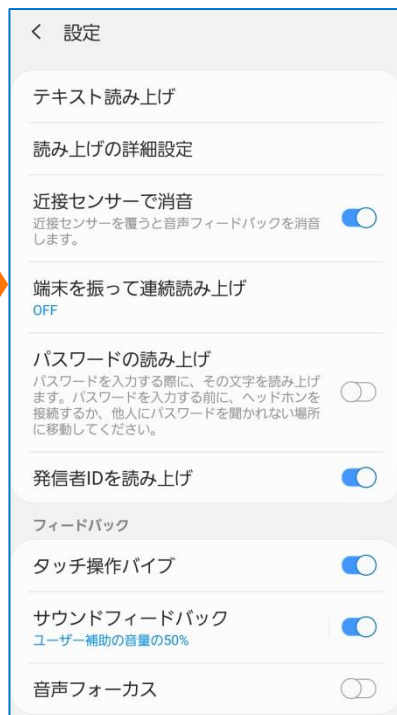 設定
テキスト読み上げ
読み上げの詳細設定
近接センサーで消音
近接センサーを覆うと音声フィードバックを消音
します。
端末を振って連続読み上げ
OFF
パスワードの読み上げ
パスワードを入力する際に、その文字を読み上げ
ます。パスワードを入力する前に、ヘッドホンを
接続するか、他人にパスワードを聞かれない場所
に移動してください。
発信者IDを読み上げ
フィードバック
タッチ操作バイブ
サウンドフィードバック
ユーザー補助の音量の50%
音声フォーカス